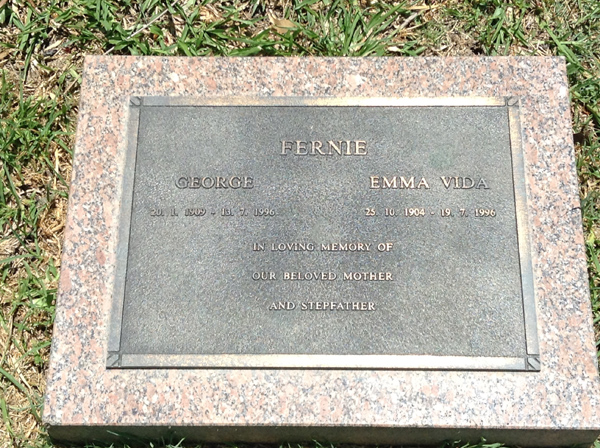 FERNIE
GEORGE EMMA VIDA
20. 1. 1909 - 13. 7. 1996 25. 10. 1904 - 19. 7. 1996
IN LOVING MEMORY OF
OUR BELOVED MOTHER
AND STEPFATHER